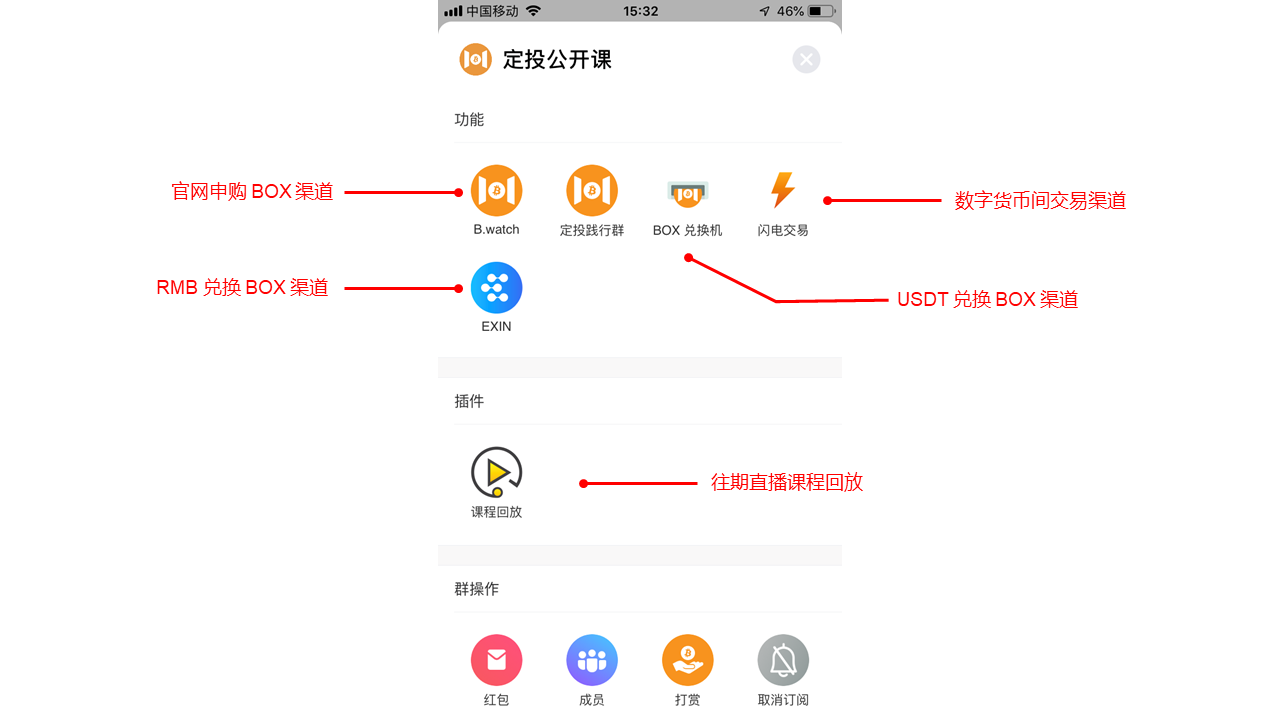 中国移动
15:32
46%
定投公开课
功能
官网申购 BOX 渠道
数字货币间交易渠道
B.watch
定投践行群
BOX 兑换机
闪电交易
RMB 兑换 BOX 渠道
USDT 兑换 BOX 渠道
EXIN
插件
往期直播课程回放
课程回放
群操作
红包
成员
打赏
取消订阅